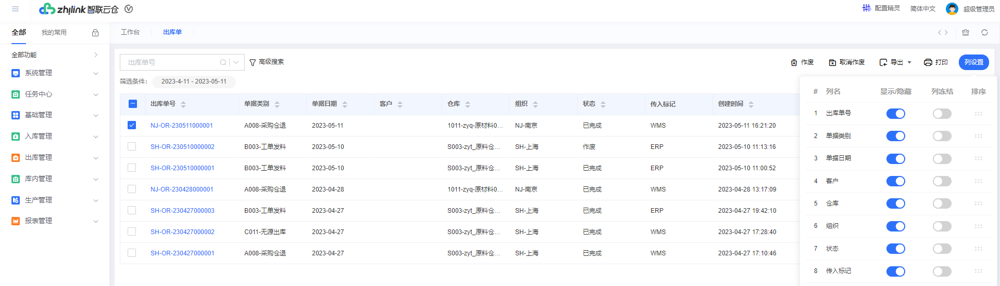 zhilink 智联云仓
配置精灵 简体中文 超级管理员
全部 我的常用
工作台 出库单
全部功能
系统管理
任务中心
基础管理
入库管理
出库管理
库内管理
生产管理
报表管理
出库单号 高级搜索
作废 取消作废 导出 打印 列设置
筛选条件: 2023-4-11 - 2023-05-11
出库单号 单据类别 单据日期 客户 仓库 组织 状态 传入标记 创建时间
NJ-OR-230511000001 A008-采购仓退 2023-05-11 1011-zyq-原材料0... NJ-南京 已完成 WMS 2023-05-11 16:21:20
SH-OR-230510000002 B003-工单发料 2023-05-10 S003-zyt_原料仓... SH-上海 作废 ERP 2023-05-10 11:13:16
SH-OR-230510000001 B003-工单发料 2023-05-10 S003-zyt_原料仓... SH-上海 已完成 ERP 2023-05-10 11:00:52
NJ-OR-230428000001 A008-采购仓退 2023-04-28 1011-zyq-原材料0... NJ-南京 已完成 WMS 2023-04-28 13:17:09
SH-OR-230427000003 B003-工单发料 2023-04-27 S003-zyt_原料仓... SH-上海 已完成 ERP 2023-04-27 19:42:10
SH-OR-230427000002 C011-无源出库 2023-04-27 S003-zyt_原料仓... SH-上海 已完成 WMS 2023-04-27 17:28:40
SH-OR-230427000001 A008-采购仓退 2023-04-27 S003-zyt_原料仓... SH-上海 已完成 WMS 2023-04-27 17:10:46
# 列名 显示/隐藏 列冻结 排序
1 出库单号
2 单据类别
3 单据日期
4 客户
5 仓库
6 组织
7 状态
8 传入标记